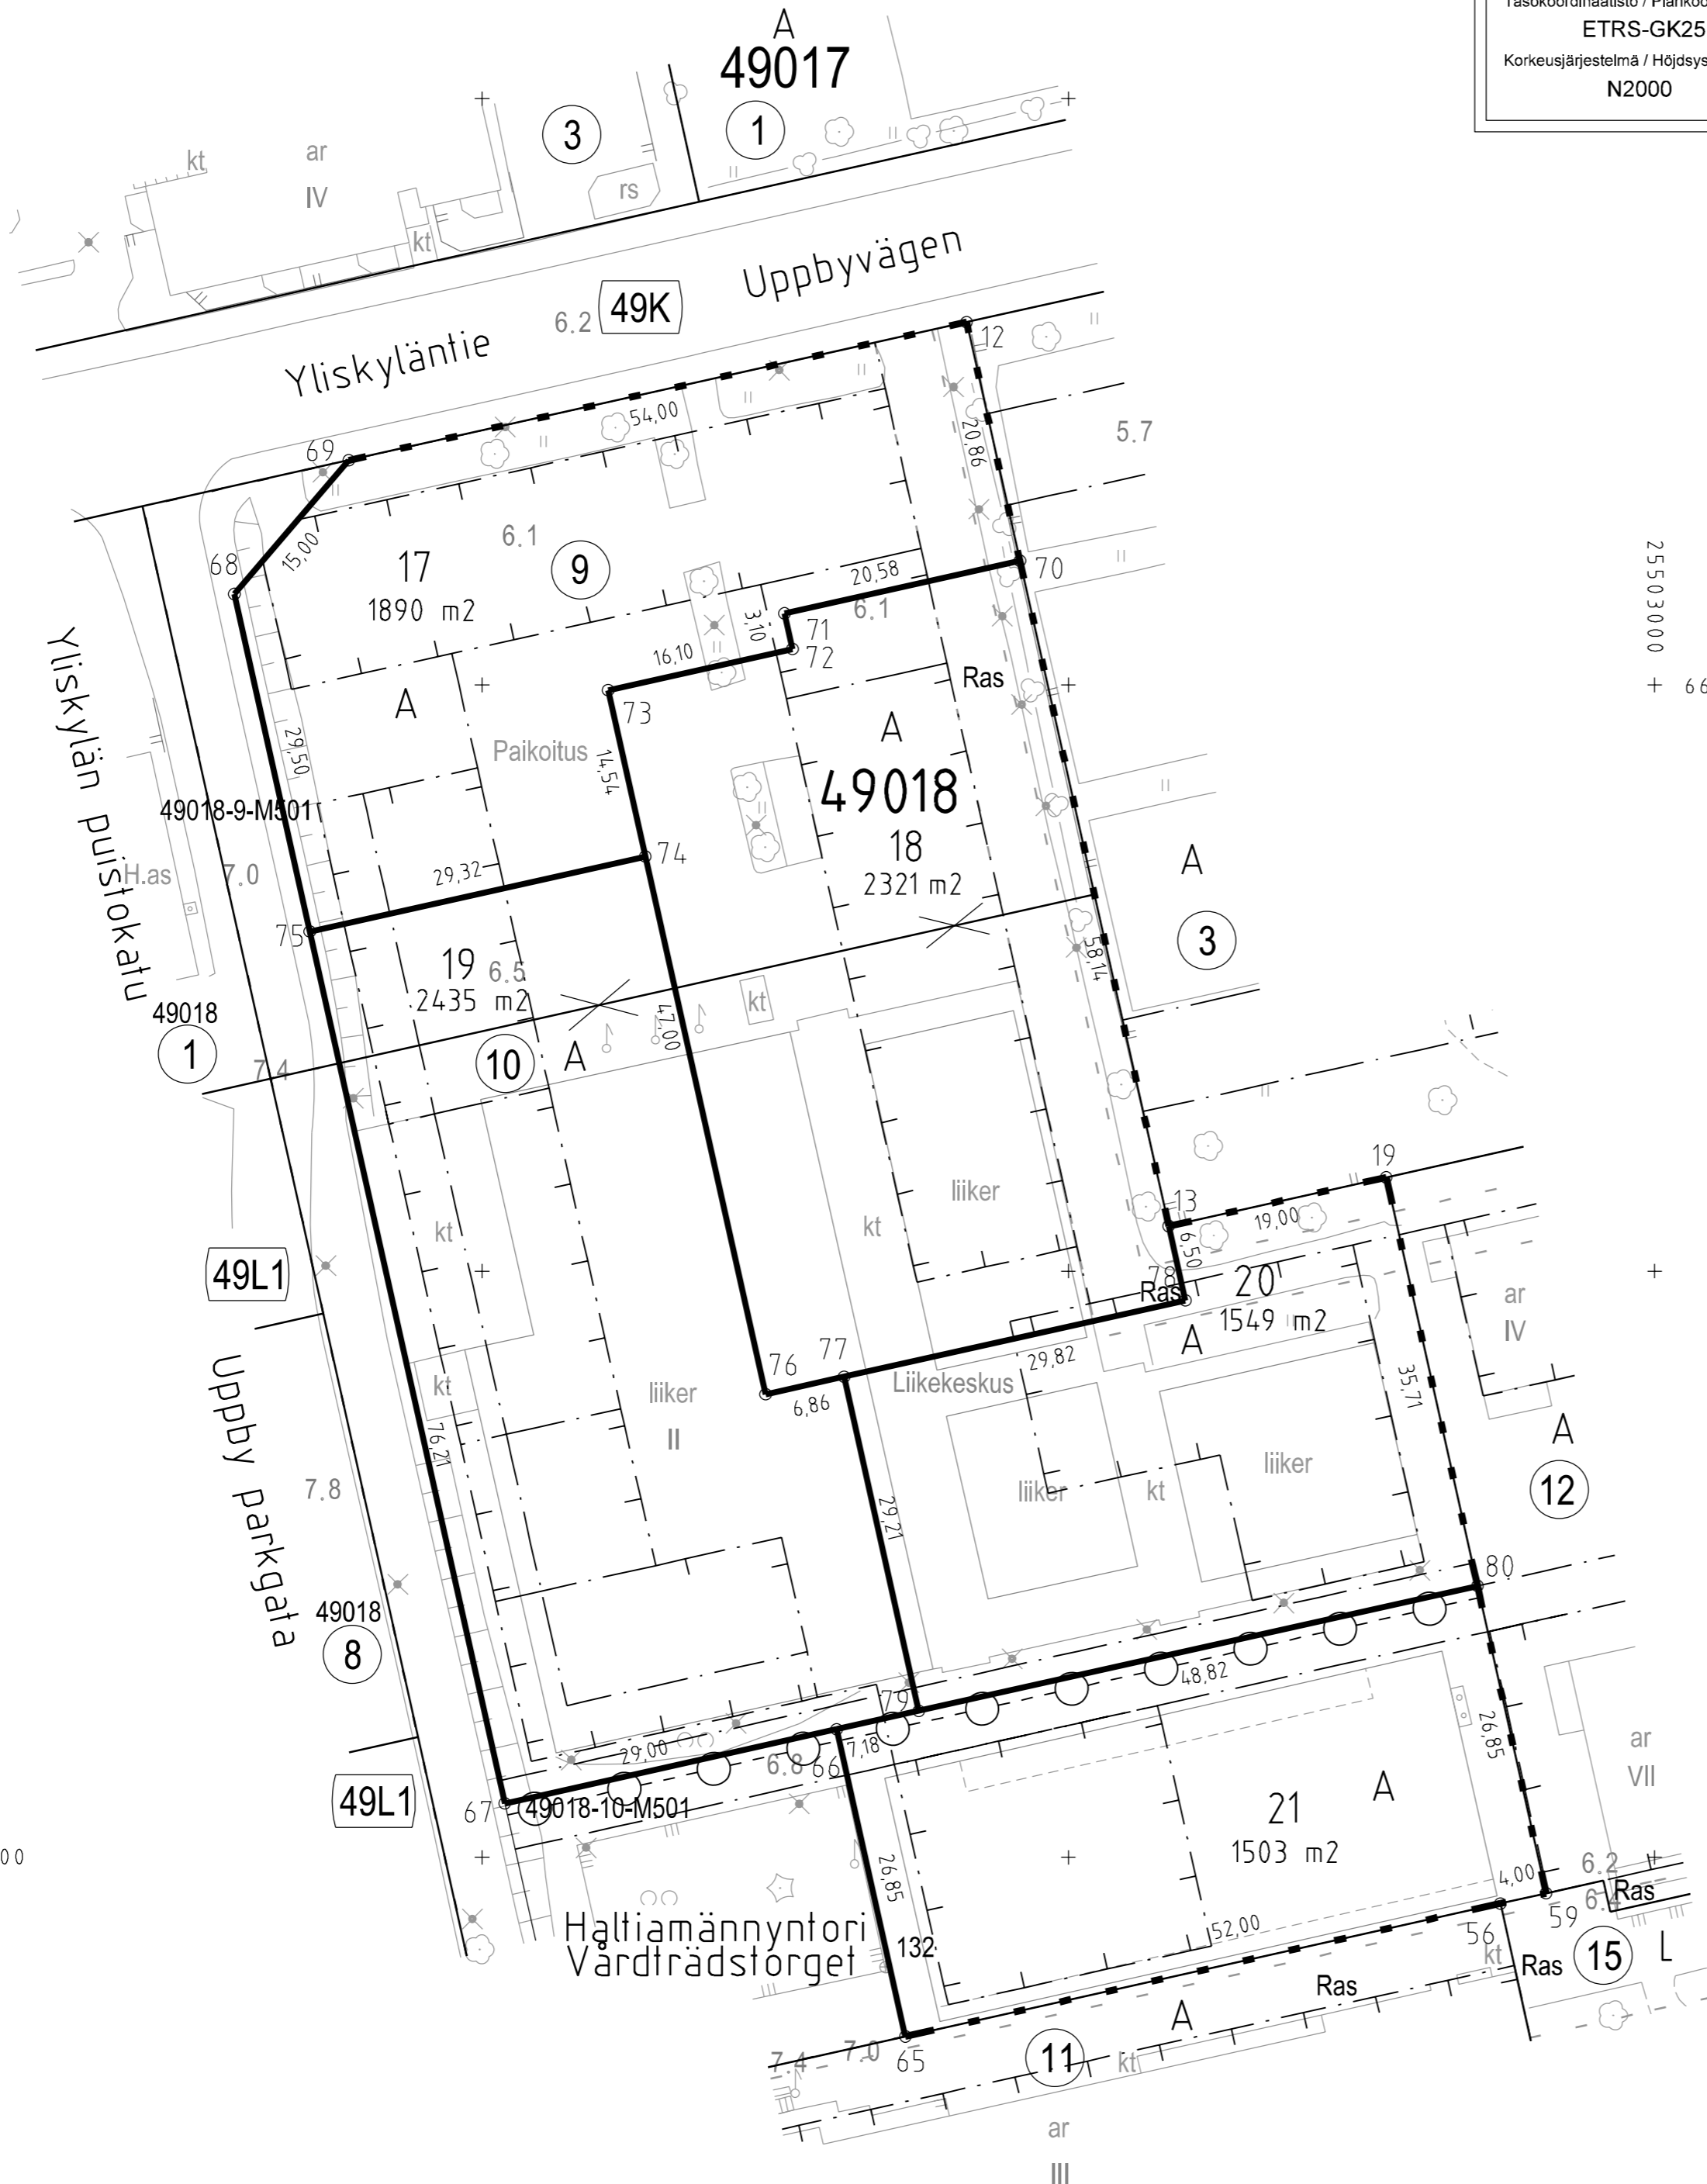 ETRS-GK25
Korkeusjärjestelmä / Höjdsys
N2000
A
49017
3
1
kt
ar
IV
rs
kt
Uppbyvägen
6.2
49K
Yliskyläntie
12
54,00
20,86
5.7
69
15,00
68
6.1
17
1890 m2
9
20,58
70
6.1
3,10
71
72
16,10
Ras
73
A
A
29,50
Paikoitus
14,54
49018
49018-9-M501
18
2321 m2
25503000
66
Yliskylän puistokatu
H.as
7.0
29,32
74
A
3
75
58,14
19
6.5
2435 m2
49018
1
7.4
47,00
kt
10
A
19
liiker
kt
kt
13
19,00
6,50
78
Ras
20
1549 m2
A
49L1
ar
IV
76
77
29,82
6,86
Liikekeskus
35,71
Uppby parkgata
kt
liiker
II
76,21
7.8
29,21
liiker
kt
liiker
A
12
80
49018
8
79
48,82
29,00
7,18
6.8
66
26,85
ar
VII
49L1
67
49018-10-M501
21
1503 m2
A
00
26,85
4,00
6.2
6.4
Ras
59
56
52,00
Haltiamännyntori
Vårdträdstorget
132
kt
Ras
15
L
Ras
A
65
7.4
7.0
11
kt
ar
III